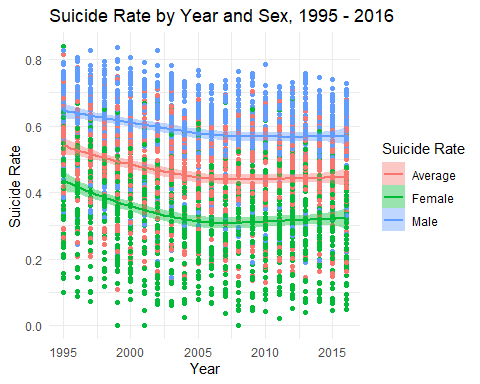 Suicide Rate by Year and Sex, 1995 - 2016
0.8
0.6
0.4
0.2
0.0
Suicide Rate
1995
2000
2005
2010
2015
Year
Suicide Rate
Average
Female
Male